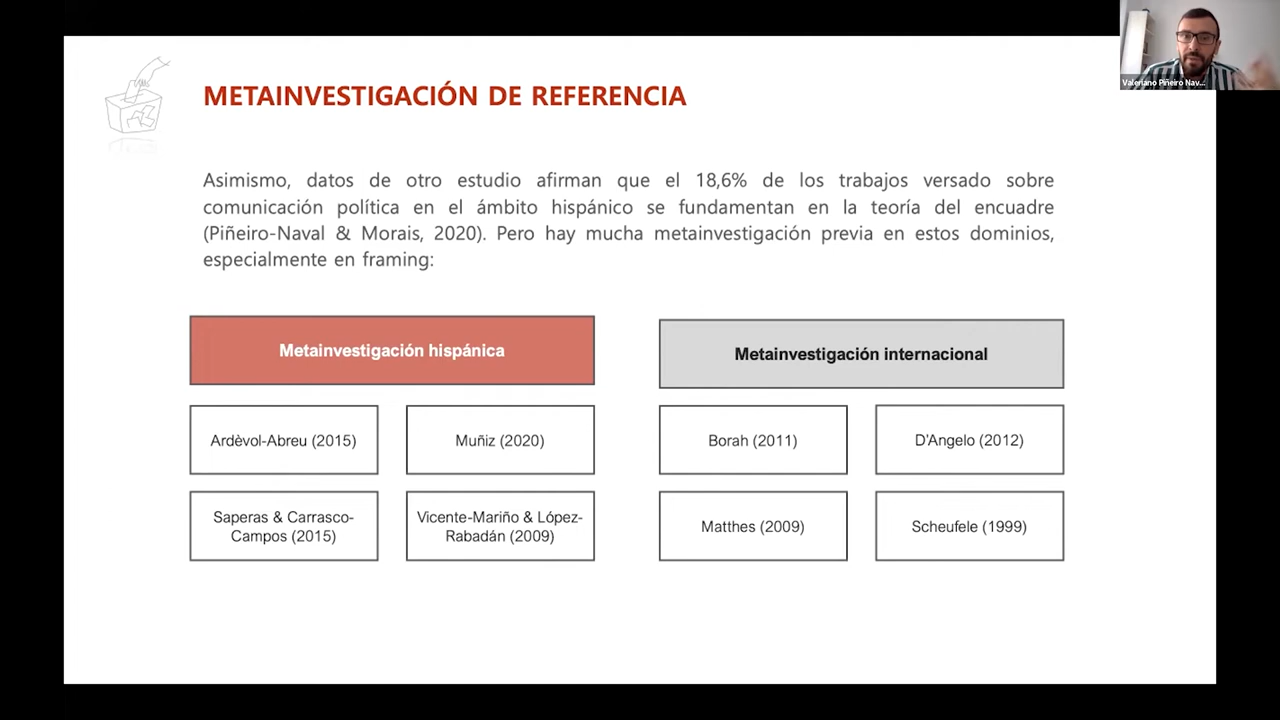 METAINVESTIGACIÓN DE REFERENCIA
Valeriano Piñeiro Nav...
Asimismo, datos de otro estudio afirman que el 18,6% de los trabajos versado sobre
comunicación política en el ámbito hispánico se fundamentan en la teoría del encuadre
(Piñeiro-Naval & Morais, 2020). Pero hay mucha metainvestigación previa en estos dominios,
especialmente en framing:
Metainvestigación hispánica
Ardèvol-Abreu (2015)
Muñiz (2020)
Saperas & Carrasco-
Campos (2015)
Vicente-Mariño & López-
Rabadán (2009)
Metainvestigación internacional
Borah (2011)
D'Angelo (2012)
Matthes (2009)
Scheufele (1999)